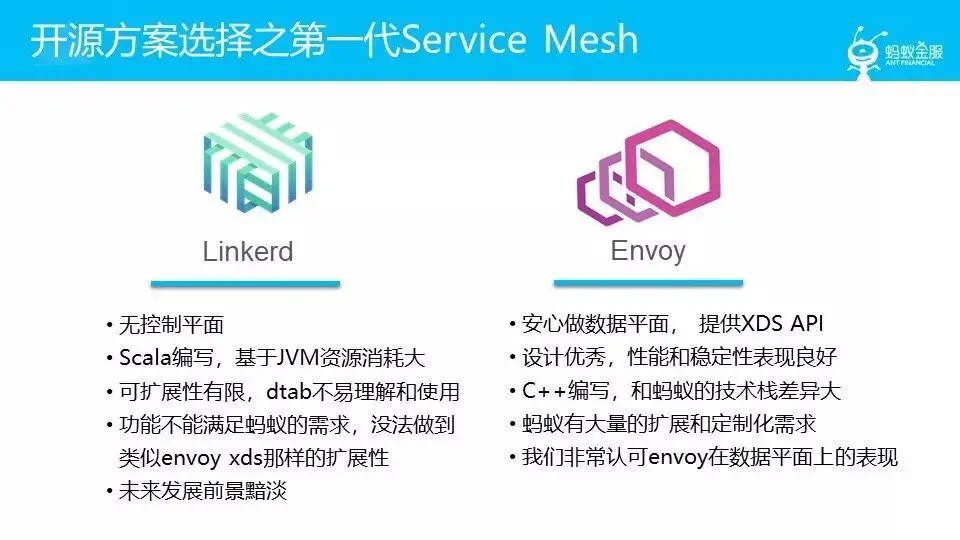 开源方案选择之第一代Service Mesh
蚂蚁金服
ANT FINANCIAL
Linkerd
• 无控制平面
• Scala编写，基于JVM资源消耗大
• 可扩展性有限，dtab不易理解和使用
• 功能不能满足蚂蚁的需求，没法做到
类似envoy xds那样的扩展性
• 未来发展前景黯淡
Envoy
• 安心做数据平面， 提供XDS API
• 设计优秀，性能和稳定性表现良好
• C++编写，和蚂蚁的技术栈差异大
• 蚂蚁有大量的扩展和定制化需求
• 我们非常认可envoy在数据平面上的表现